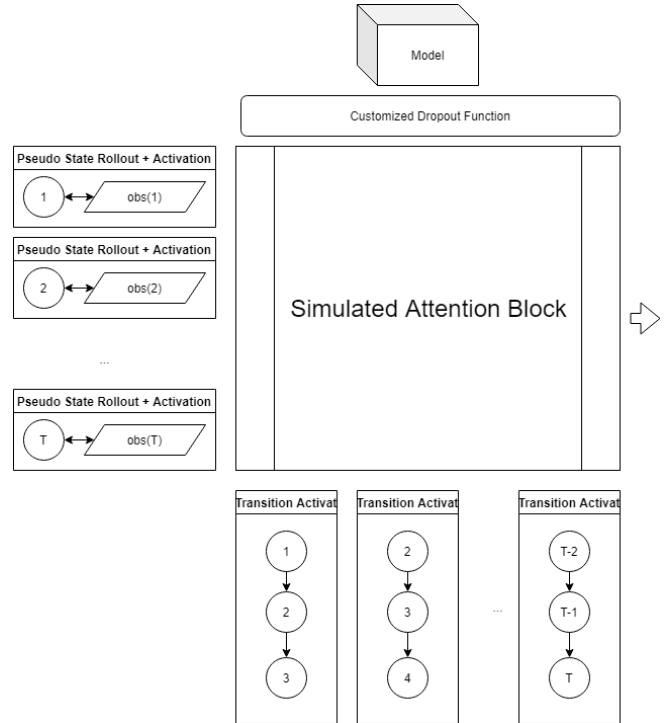 Model
Customized Dropout Function
Pseudo State Rollout + Activation
1
obs(1)
Pseudo State Rollout + Activation
2
obs(2)
...
Pseudo State Rollout + Activation
T
obs(T)
Simulated Attention Block
Transition Activat
1
2
3
Transition Activat
2
3
4
...
Transition Activat
T-2
T-1
T